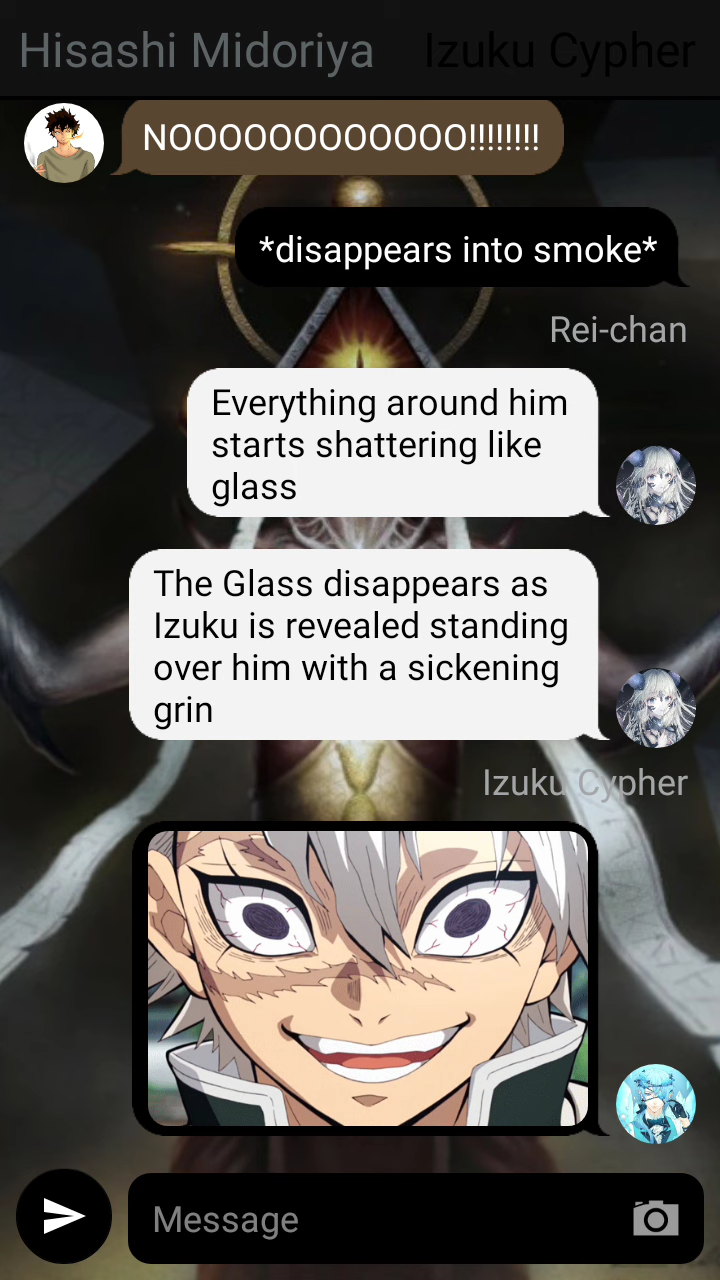 Hisashi Midoriya Izuku Cypher
NOOOOOOOOOOOO!!!!!!!!
*disappears into smoke*
Rei-chan
Everything around him
starts shattering like
glass
The Glass disappears as
Izuku is revealed standing
over him with a sickening
grin
Izuku Cypher
Message